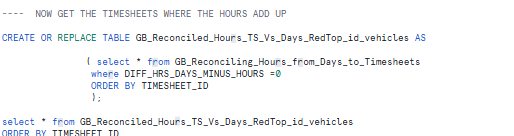 ---- NOW GET THE TIMESHEETS WHERE THE HOURS ADD UP
CREATE OR REPLACE TABLE GB_Reconciled_Hours_TS_Vs_Days_RedTop_id_vehicles AS
( select * from GB_Reconciling_Hours_from_Days_to_Timesheets
where DIFF_HRS_DAYS_MINUS_HOURS =0
ORDER BY TIMESHEET_ID
);
select * from GB_Reconciled_Hours_TS_Vs_Days_RedTop_id_vehicles
ORDER BY TIMESHEET_ID